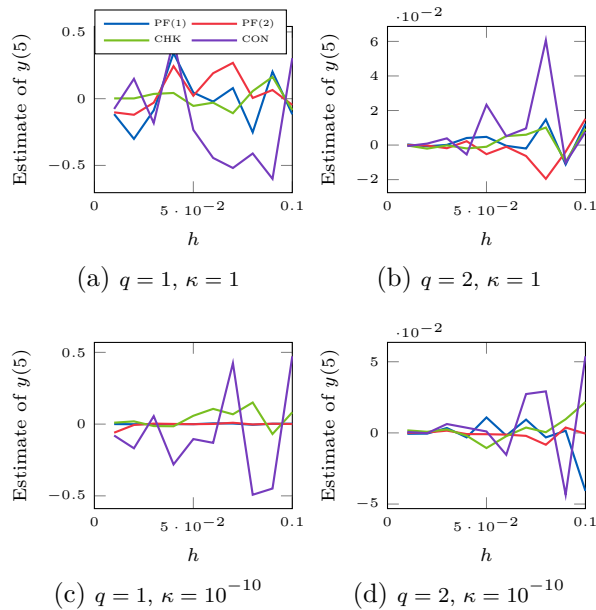 PF(1) PF(2)
CHK CON
0.5
0
−0.5
Estimate of y(5)
0 5 · 10⁻² 0.1
h
(a) q = 1, κ = 1
·10⁻²
6
4
2
0
−2
Estimate of y(5)
0 5 · 10⁻² 0.1
h
(b) q = 2, κ = 1
0.5
0
−0.5
Estimate of y(5)
0 5 · 10⁻² 0.1
h
(c) q = 1, κ = 10⁻¹⁰
·10⁻²
5
0
−5
Estimate of y(5)
0 5 · 10⁻² 0.1
h
(d) q = 2, κ = 10⁻¹⁰